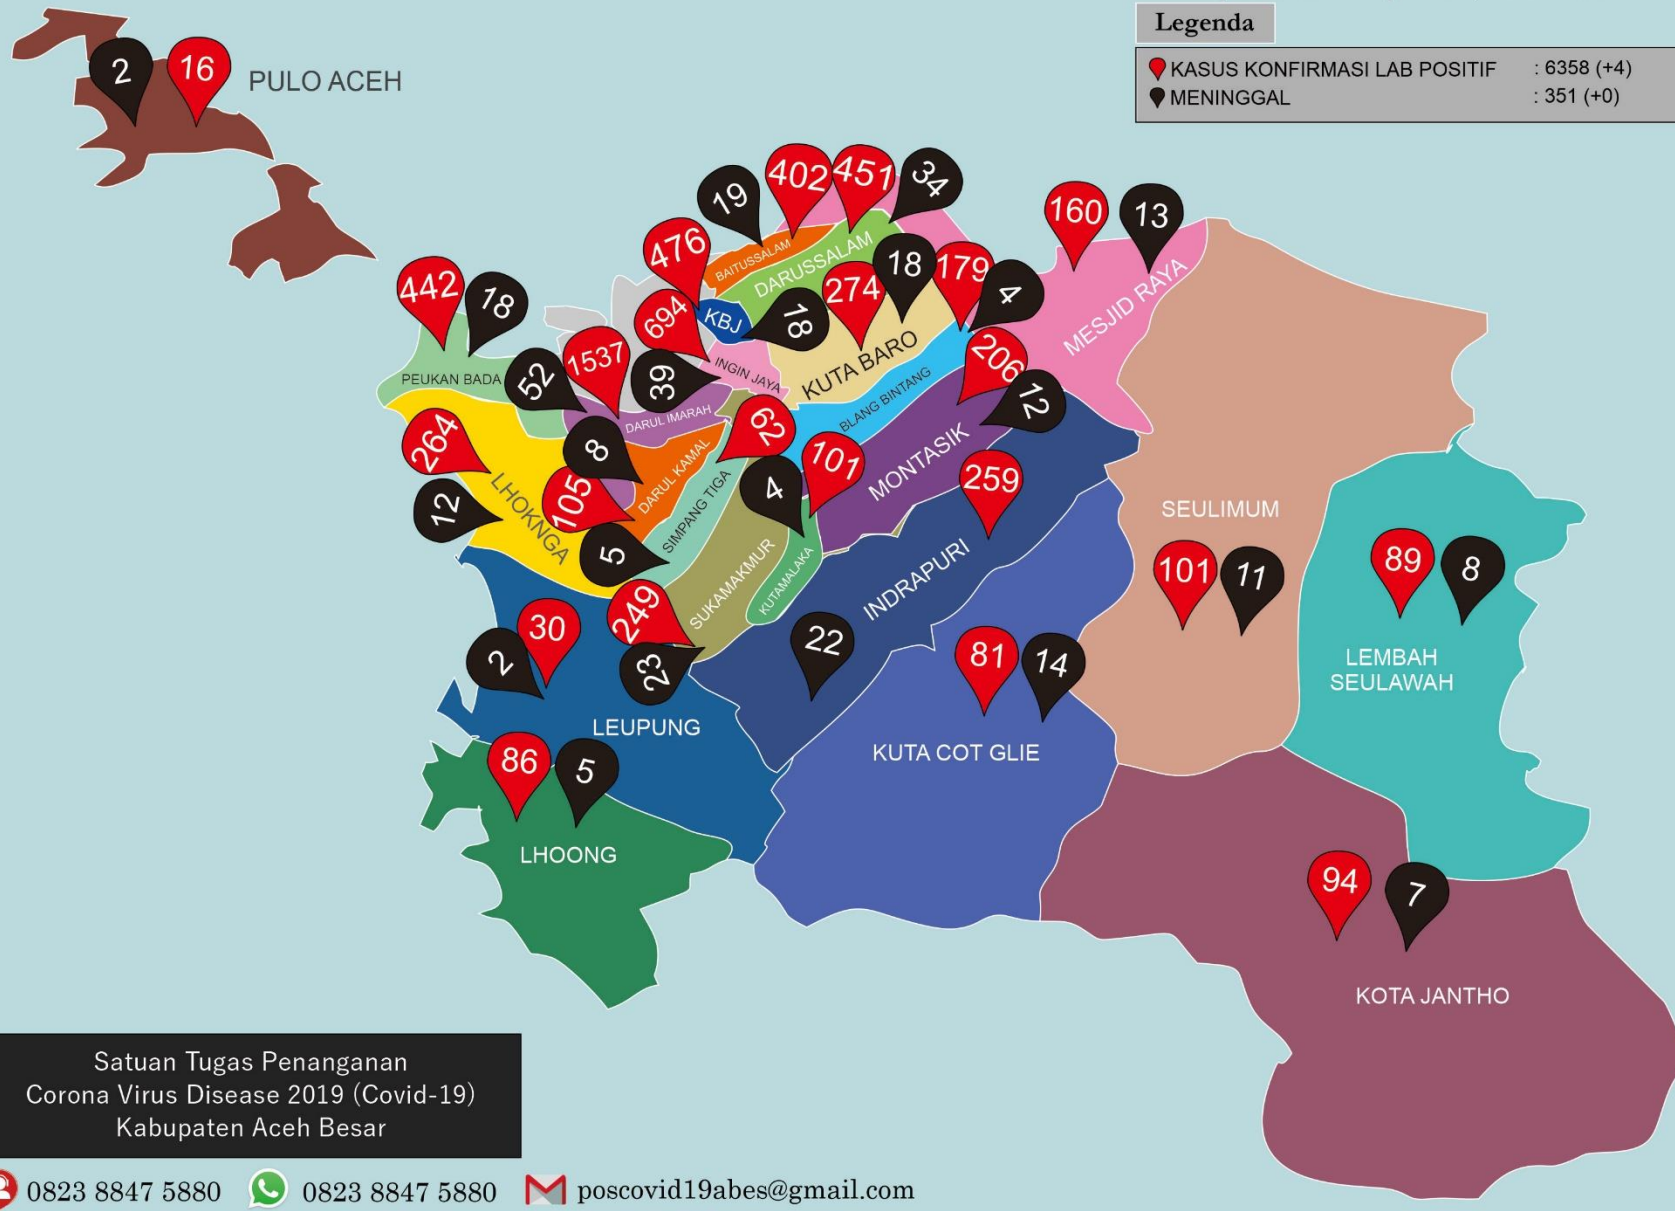 Legenda
KASUS KONFIRMASI LAB POSITIF : 6358 (+4)
MENINGGAL : 351 (+0)
2 16 PULO ACEH
19 402 451 34
160 13
476 BAITUSSALAM DARUSSALAM
18 274 18 179 4
MESJID RAYA
442 18
694 KBJ
PEUKAN BADA
52 1537 39 INGIN JAYA
KUTA BARO
206 12
BLANG BINTANG
DARUL IMARAH
264 LHOKNGA 12
8 105 DARUL KAMAL
62 SIMPANG TIGA 5
4 101 KUTAMALAKA
MONTASIK
259 INDRAPURI 22
SUKAMAKMUR 249 23
SEULIMUM
101 11
89 8
LEMBAH
SEULAWAH
30 2
LEUPUNG
81 14
KUTA COT GLIE
86 5
LHOONG
94 7
KOTA JANTHO
Satuan Tugas Penanganan
Corona Virus Disease 2019 (Covid-19)
Kabupaten Aceh Besar
0823 8847 5880 0823 8847 5880 poscovid19abes@gmail.com